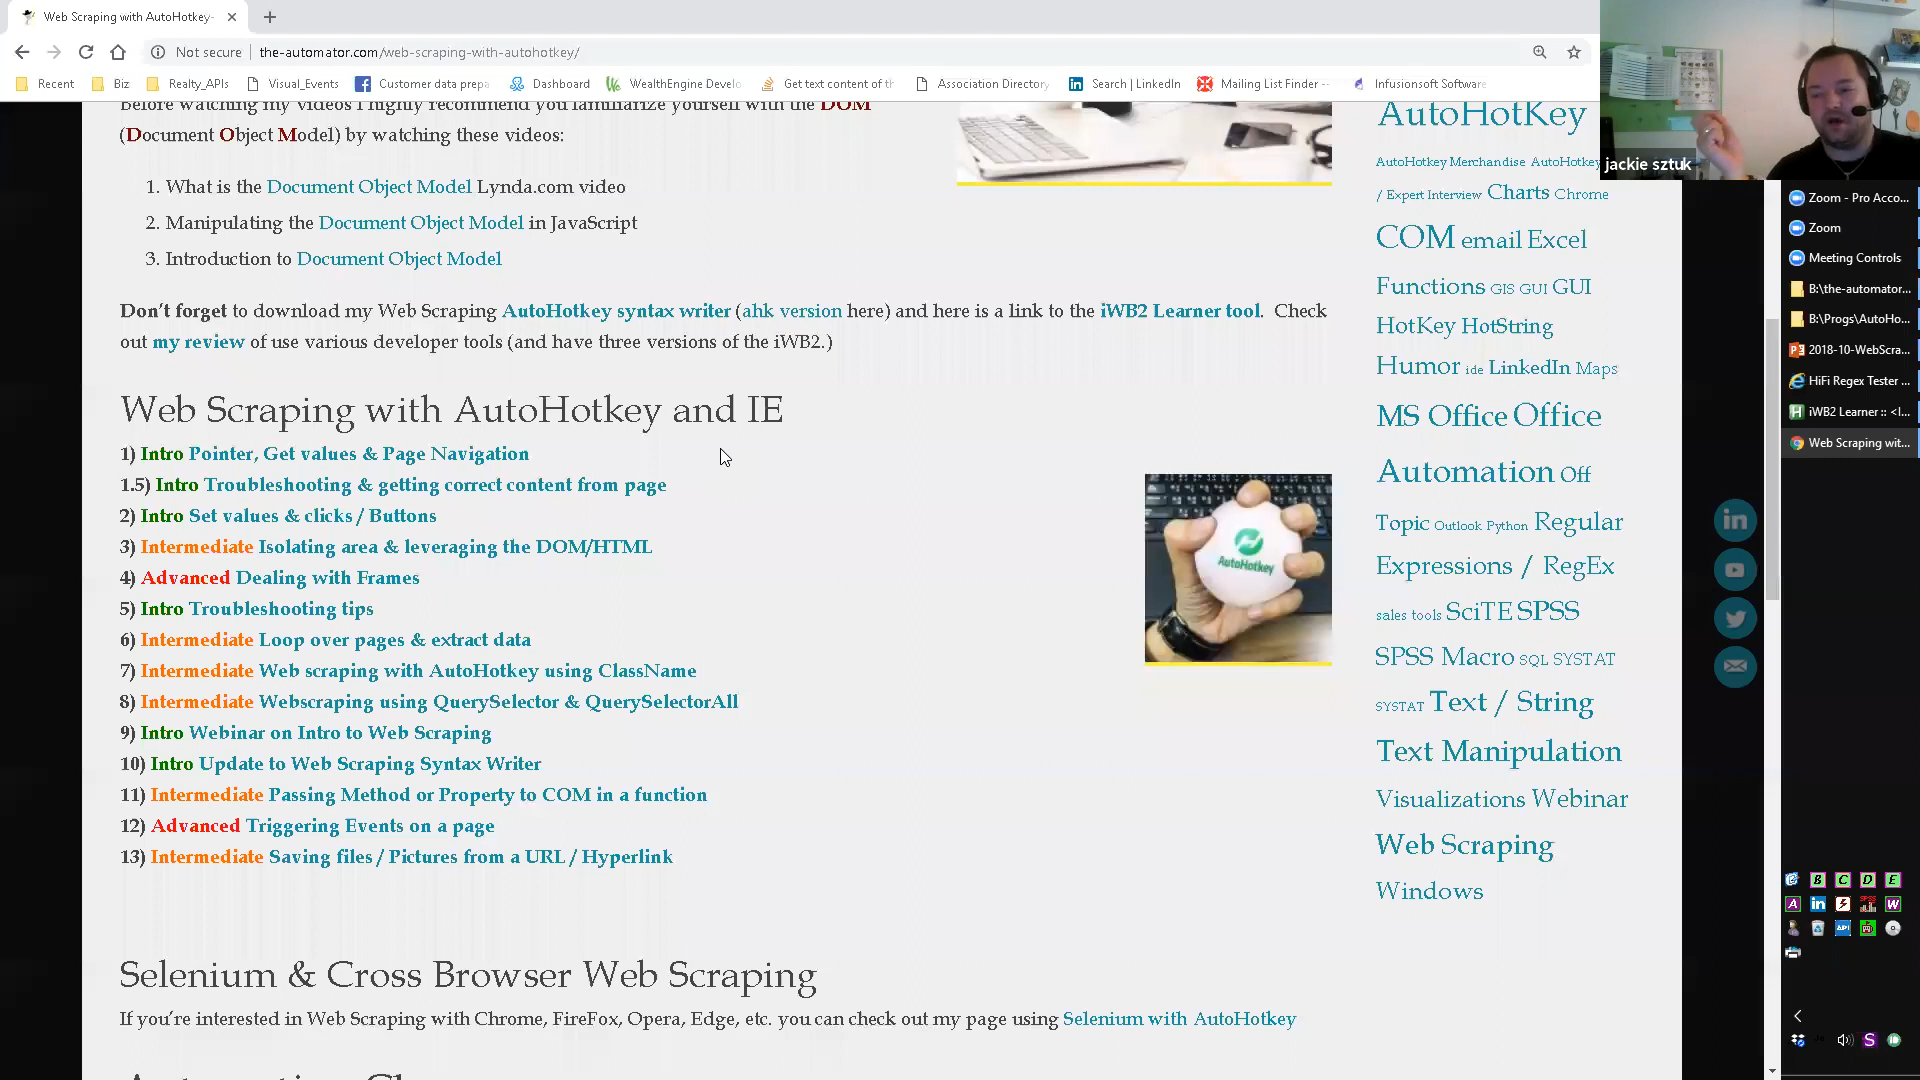 Web Scraping with AutoHotkey-
Not secure
the-automator.com/web-scraping-with-autohotkey/
Recent
Biz
Realty_APIs
Visual_Events
Customer data prepa
Dashboard
WealthEngine Develo
Get text content of th
Association Directory
Search | LinkedIn
Mailing List Finder --
Infusionsoft Software
jackie sztuk
Before watching my videos I highly recommend you familiarize yourself with the DOM
(Document Object Model) by watching these videos:
1. What is the Document Object Model Lynda.com video
2. Manipulating the Document Object Model in JavaScript
3. Introduction to Document Object Model
Don't forget to download my Web Scraping AutoHotkey syntax writer (ahk version here) and here is a link to the iWB2 Learner tool. Check
out my review of use various developer tools (and have three versions of the iWB2.)
Web Scraping with AutoHotkey and IE
1) Intro Pointer, Get values & Page Navigation
1.5) Intro Troubleshooting & getting correct content from page
2) Intro Set values & clicks / Buttons
3) Intermediate Isolating area & leveraging the DOM/HTML
4) Advanced Dealing with Frames
5) Intro Troubleshooting tips
6) Intermediate Loop over pages & extract data
7) Intermediate Web scraping with AutoHotkey using ClassName
8) Intermediate Webscraping using QuerySelector & QuerySelectorAll
9) Intro Webinar on Intro to Web Scraping
10) Intro Update to Web Scraping Syntax Writer
11) Intermediate Passing Method or Property to COM in a function
12) Advanced Triggering Events on a page
13) Intermediate Saving files / Pictures from a URL / Hyperlink
AutoHotkey
Selenium & Cross Browser Web Scraping
If you're interested in Web Scraping with Chrome, FireFox, Opera, Edge, etc. you can check out my page using Selenium with AutoHotkey
AutoHotKey
AutoHotkey Merchandise AutoHotkey
/ Expert Interview Charts Chrome
COM email Excel
Functions GIS GUI GUI
HotKey HotString
Humor ide LinkedIn Maps
MS Office Office
Automation Off
Topic Outlook Python Regular
Expressions / RegEx
sales tools SciTE SPSS
SPSS Macro SQL SYSTAT
SYSTAT Text / String
Text Manipulation
Visualizations Webinar
Web Scraping
Windows
Zoom - Pro Acco...
Zoom
Meeting Controls
B:\the-automator...
B:\Progs\AutoHo...
2018-10-WebScra...
HiFi Regex Tester ...
iWB2 Learner :: <I...
Web Scraping wit...
B C D E
A in W
API
S